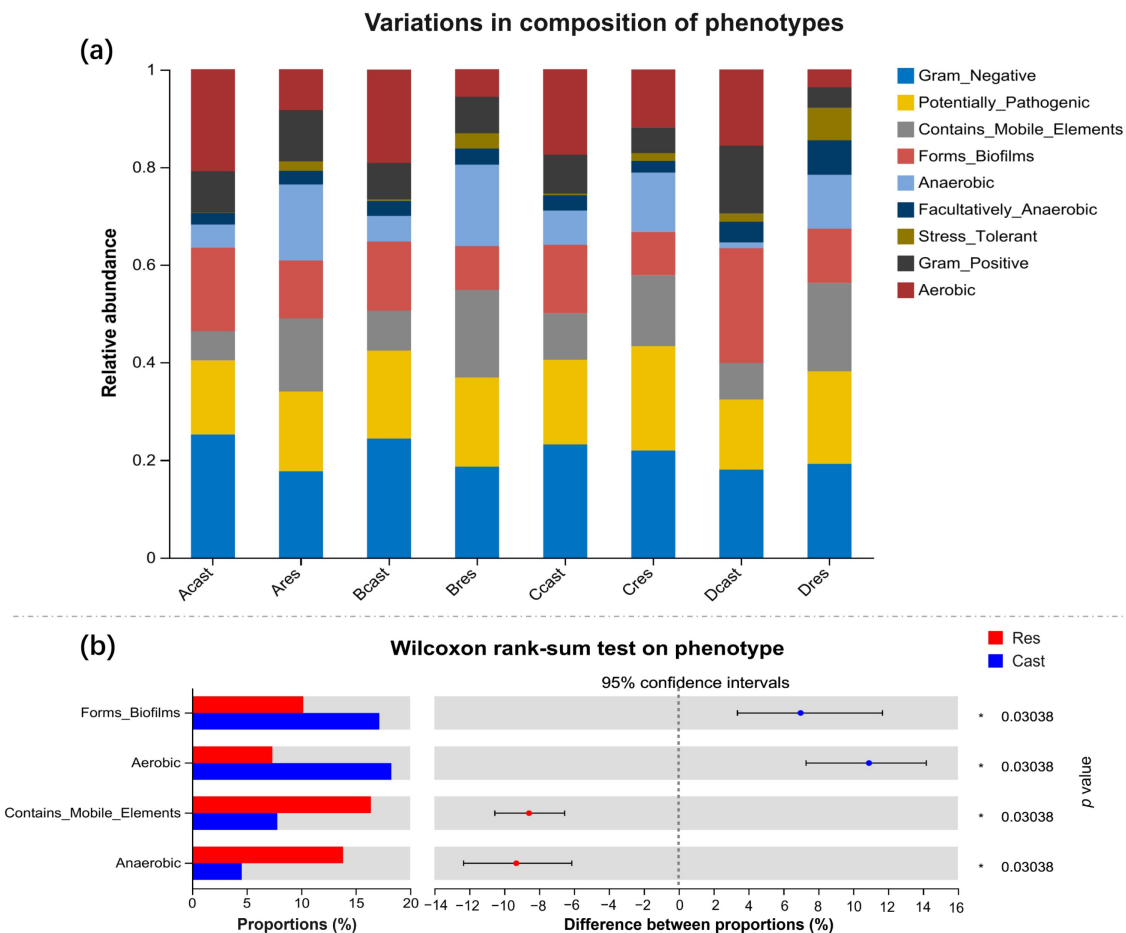 Variations in composition of phenotypes
(a)
1
0.8
0.6
0.4
0.2
0
Relative abundance
Acast
Ares
Bcast
Bres
Ccast
Cres
Dcast
Dres
Gram_Negative
Potentially_Pathogenic
Contains_Mobile_Elements
Forms_Biofilms
Anaerobic
Facultatively_Anaerobic
Stress_Tolerant
Gram_Positive
Aerobic
(b)
Wilcoxon rank-sum test on phenotype
Res
Cast
95% confidence intervals
Forms_Biofilms
* 0.03038
Aerobic
* 0.03038
Contains_Mobile_Elements
* 0.03038
Anaerobic
* 0.03038
p value
0 5 10 15 20
Proportions (%)
−14 −12 −10 −8 −6 −4 −2 0 2 4 6 8 10 12 14 16
Difference between proportions (%)